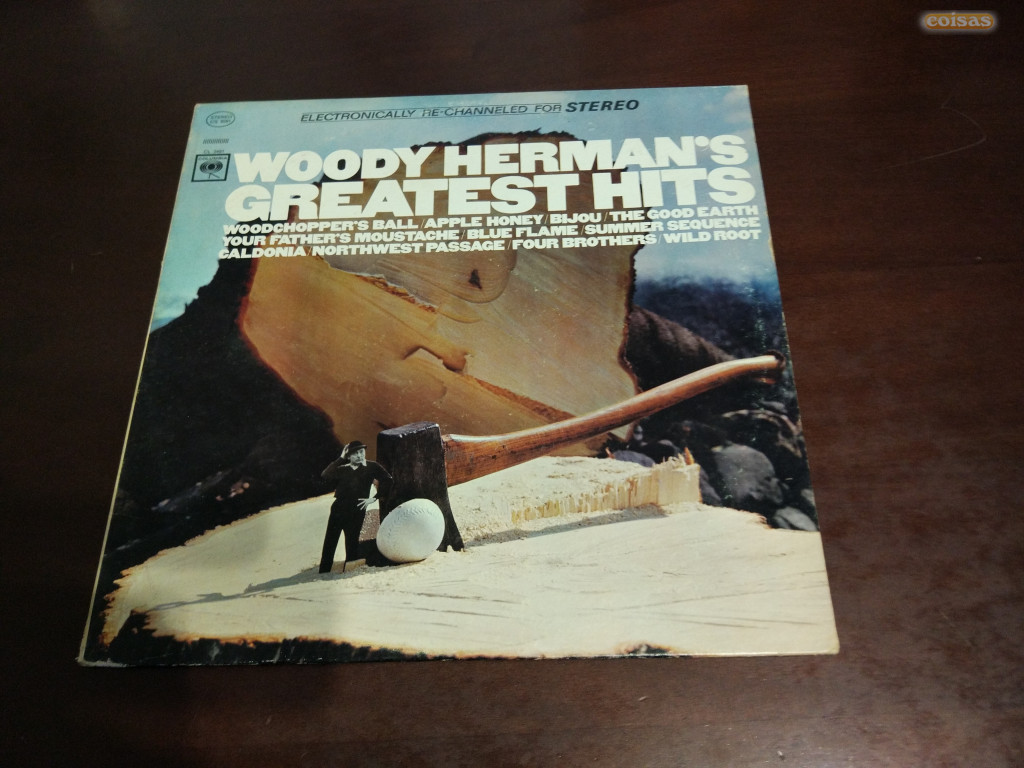 coisas
ELECTRONICALLY RE-CHANNELED FOR STEREO
COLUMBIA
WOODY HERMAN'S
GREATEST HITS
WOODCHOPPER'S BALL/APPLE HONEY/BIJOU/THE GOOD EARTH
YOUR FATHER'S MOUSTACHE/BLUE FLAME/SUMMER SEQUENCE
CALDONIA/NORTHWEST PASSAGE/FOUR BROTHERS/WILD ROOT